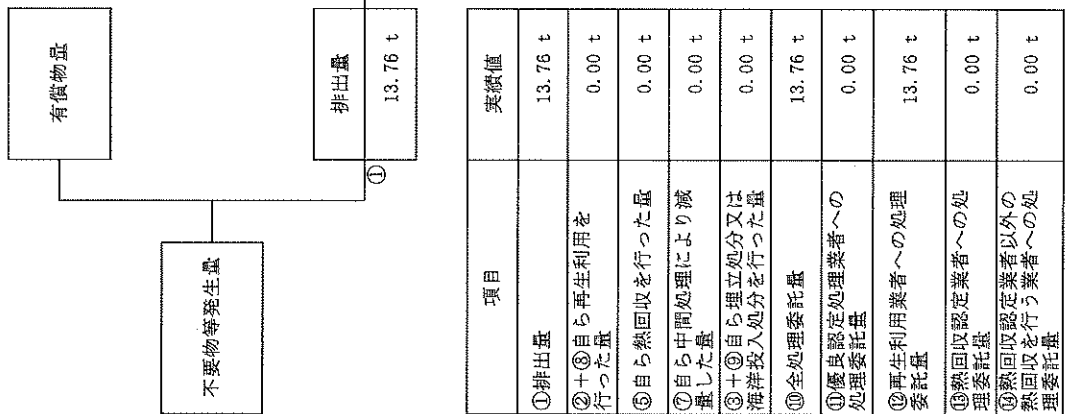 有償物量
不要物等発生量
①
排出量
13.76 t
項目
実績値
①排出量
13.76 t
②+⑧自ら再生利用を
行った量
0.00 t
⑤自ら熱回収を行った量
0.00 t
⑦自ら中間処理により減
量した量
0.00 t
③+⑨自ら埋立処分又は
海洋投入処分を行った量
0.00 t
⑩全処理委託量
13.76 t
⑪優良認定処理業者への
処理委託量
0.00 t
⑫再生利用業者への処理
委託量
13.76 t
⑬熱回収認定業者への処
理委託量
0.00 t
⑭熱回収認定業者以外の
熱回収を行う業者への処
理委託量
0.00 t